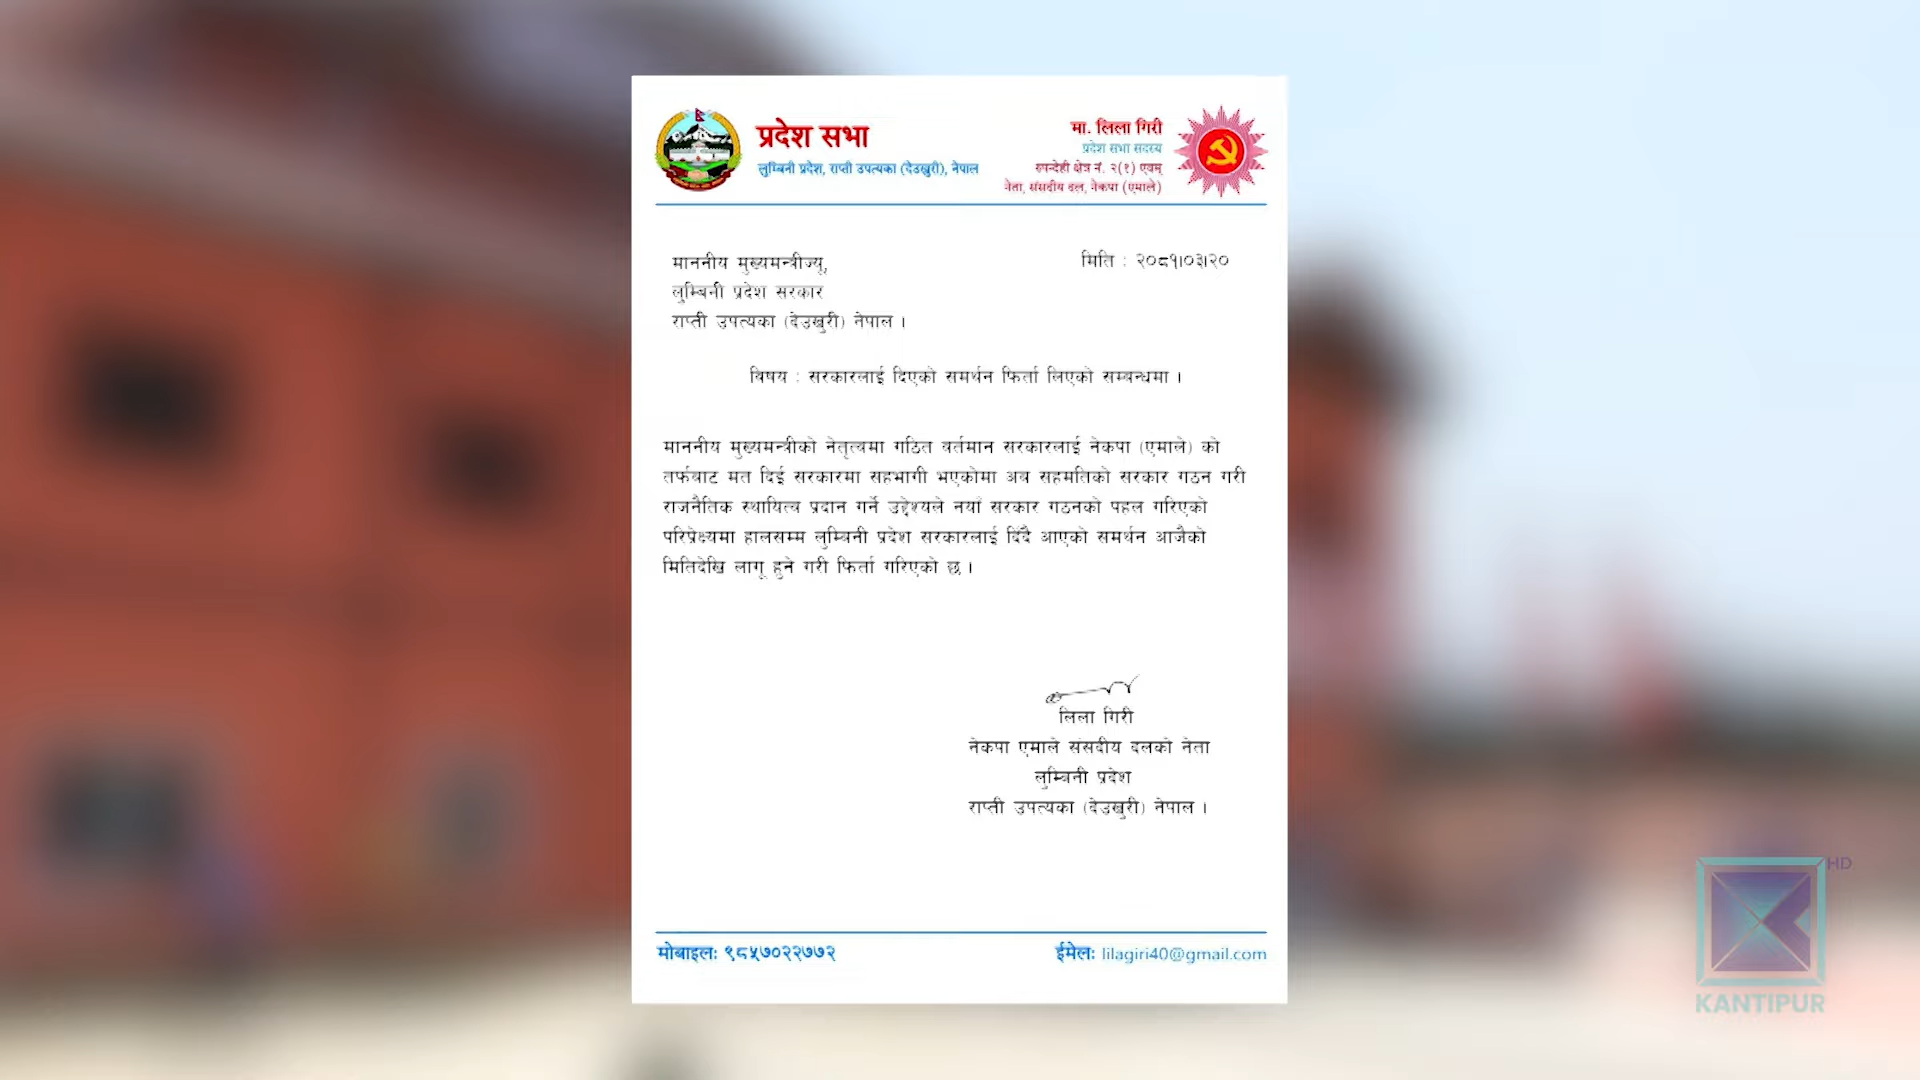 प्रदेश सभा
लुम्बिनी प्रदेश, राप्ती उपत्यका (देउखुरी), नेपाल
मा. लिला गिरी
प्रदेश सभा सदस्य
रुपन्देही क्षेत्र नं. २(१) एवम्
नेता, संसदीय दल, नेकपा (एमाले)
माननीय मुख्यमन्त्रीज्यू,
मिति : २०८१।०३।२०
लुम्बिनी प्रदेश सरकार
राप्ती उपत्यका (देउखुरी) नेपाल ।
विषय : सरकारलाई दिएको समर्थन फिर्ता लिएको सम्बन्धमा ।
माननीय मुख्यमन्त्रीको नेतृत्वमा गठित वर्तमान सरकारलाई नेकपा (एमाले) को
तर्फबाट मत दिई सरकारमा सहभागी भएकोमा अब सहमतिको सरकार गठन गरी
राजनैतिक स्थायित्व प्रदान गर्ने उद्देश्यले नयाँ सरकार गठनको पहल गरिएको
परिप्रेक्ष्यमा हालसम्म लुम्बिनी प्रदेश सरकारलाई दिँदै आएको समर्थन आजैको
मितिदेखि लागू हुने गरी फिर्ता गरिएको छ ।
लिला गिरी
नेकपा एमाले संसदीय दलको नेता
लुम्बिनी प्रदेश
राप्ती उपत्यका (देउखुरी) नेपाल ।
मोबाइल: ९८५७०२२७७२
ईमेल: lilagiri40@gmail.com
HD
KANTIPUR